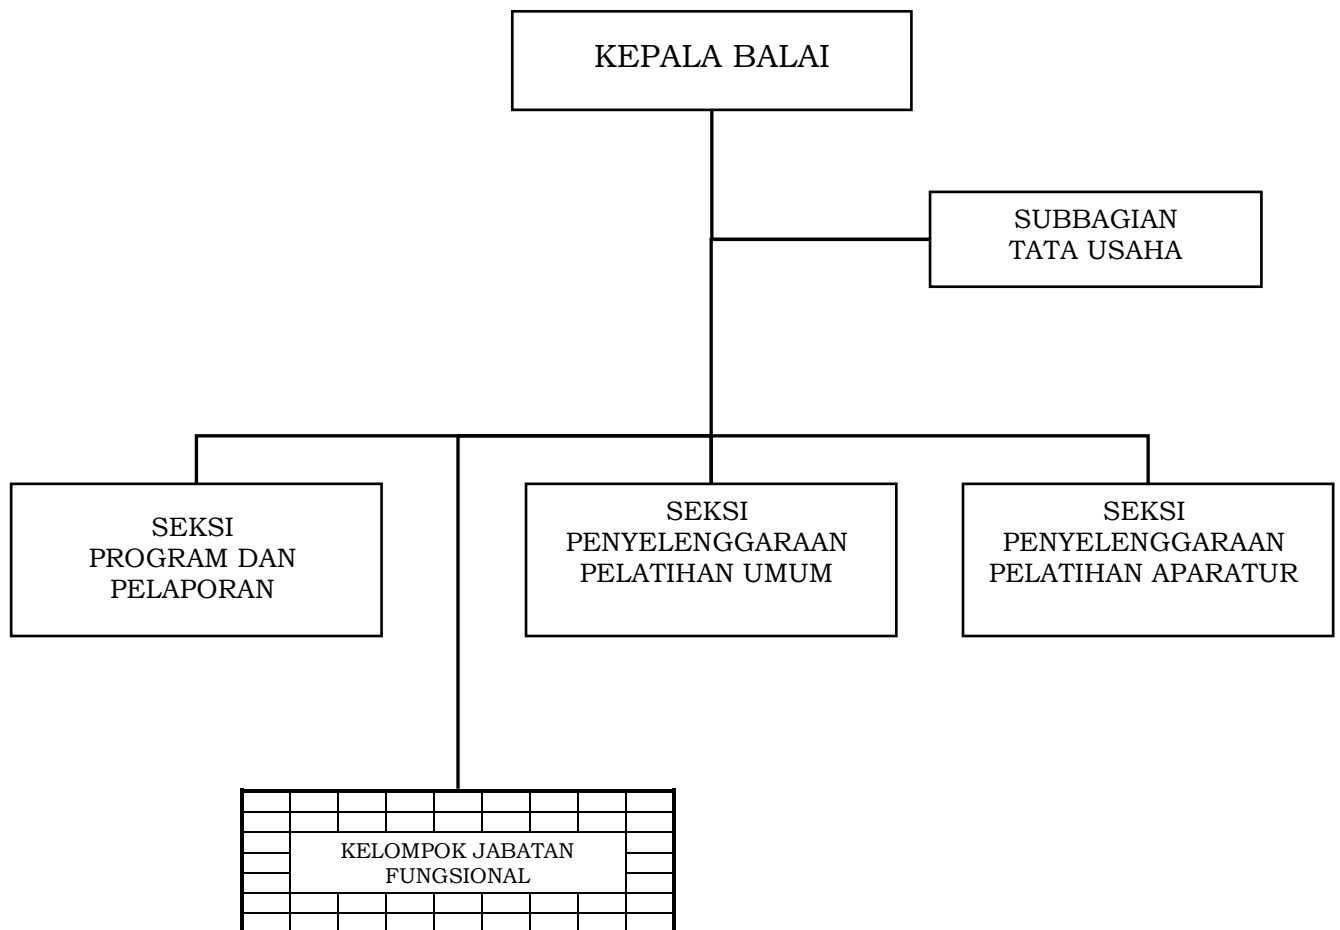 KEPALA BALAI
SUBBAGIAN
TATA USAHA
SEKSI
PROGRAM DAN
PELAPORAN
SEKSI
PENYELENGGARAAN
PELATIHAN UMUM
SEKSI
PENYELENGGARAAN
PELATIHAN APARATUR
KELOMPOK JABATAN
FUNGSIONAL